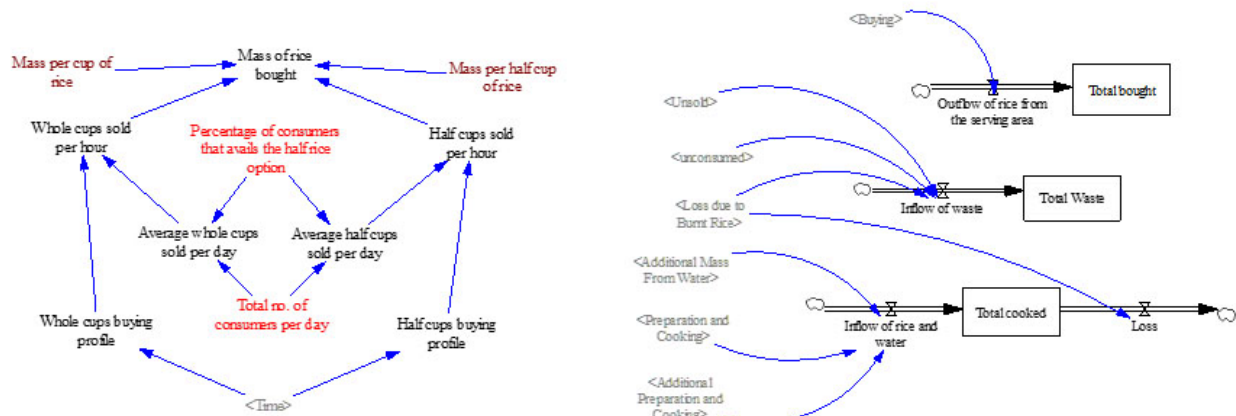 Mass per cup of
rice
Mass of rice
bought
Mass per half cup
of rice
Whole cups sold
per hour
Percentage of consumers
that avails the half rice
option
Half cups sold
per hour
Average whole cups
sold per day
Average half cups
sold per day
Total no. of
consumers per day
Whole cups buying
profile
Half cups buying
profile
<Time>
<Buying>
Total bought
Outflow of rice from
the serving area
<Unsold>
<unconsumed>
<Loss due to
Burnt Rice>
Inflow of waste
Total Waste
<Additional Mass
From Water>
<Preparation and
Cooking>
Inflow of rice and
water
Total cooked
Loss
<Additional
Preparation and
Cooking>